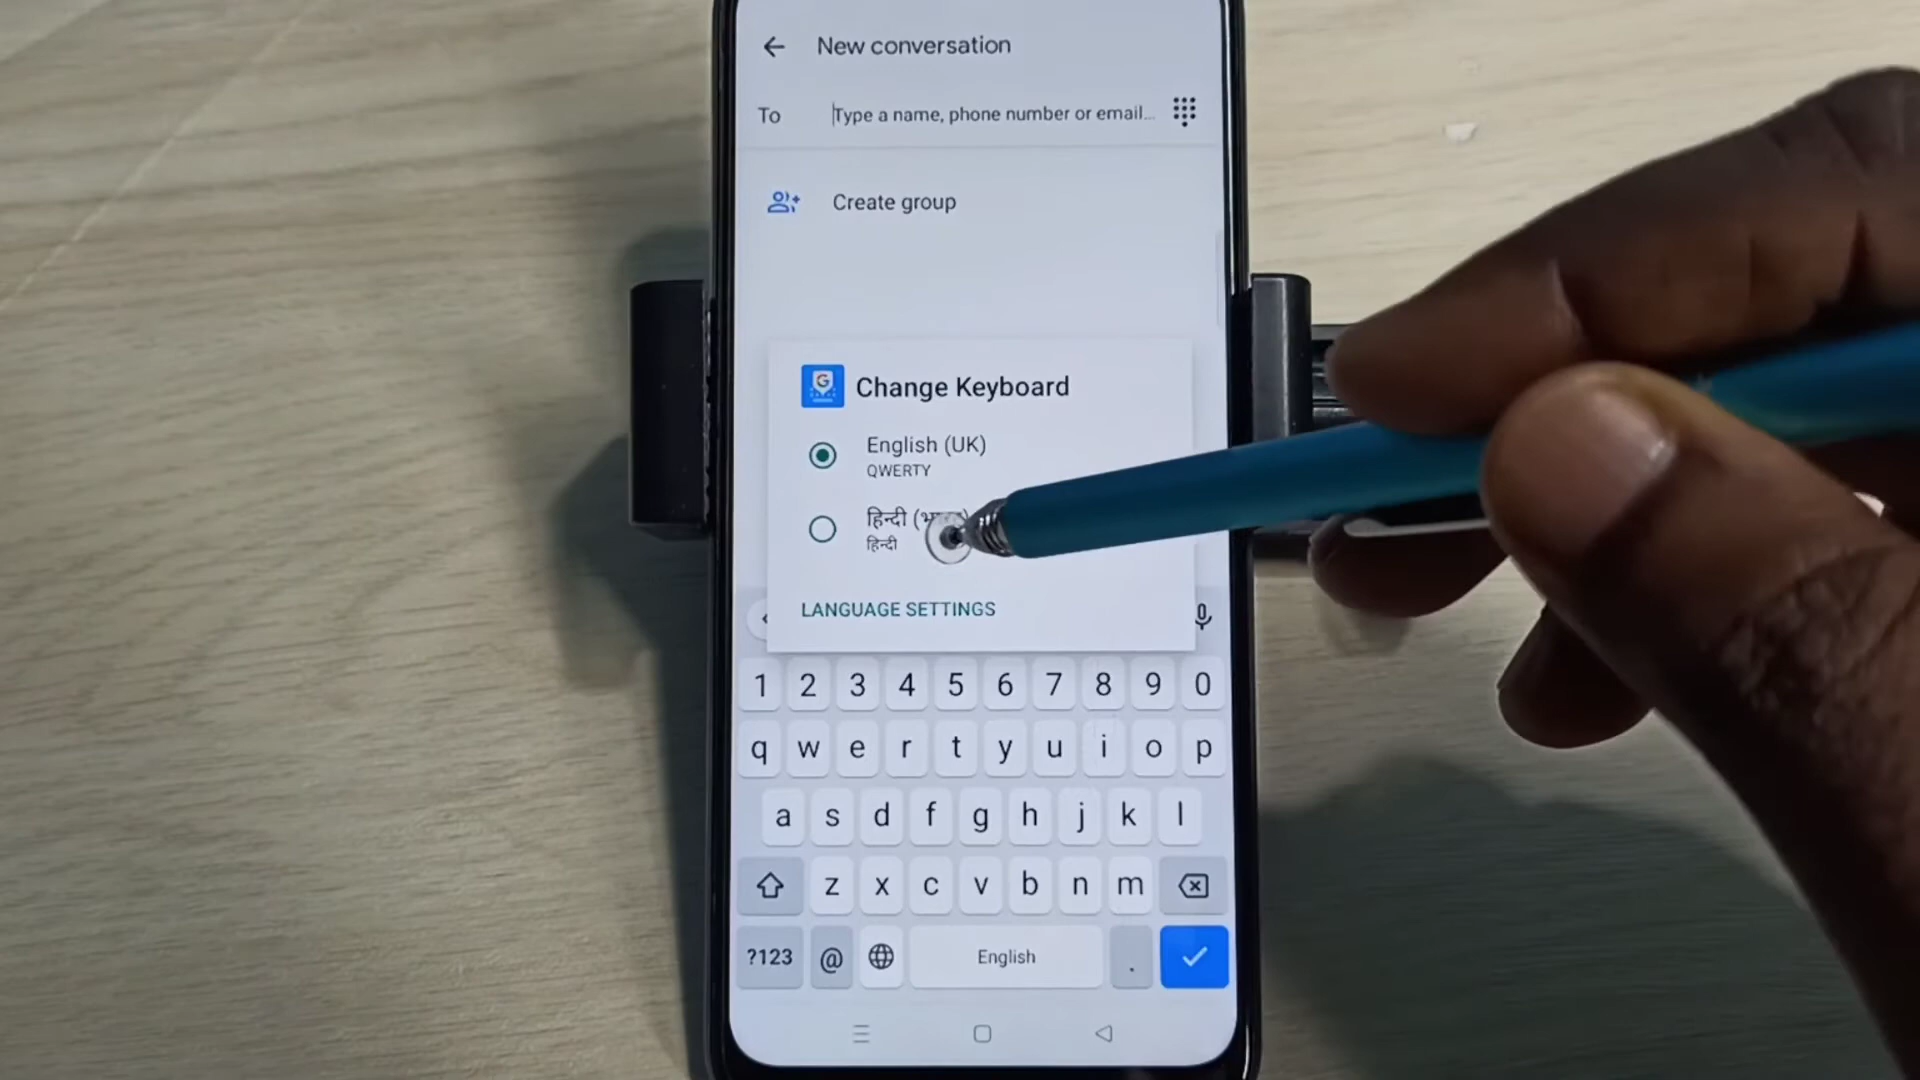 New conversation
To
Type a name, phone number or email...
Create group
G
Change Keyboard
English (UK)
QWERTY
हिन्दी
हिन्दी
LANGUAGE SETTINGS
1 2 3 4 5 6 7 8 9 0
q w e r t y u i o p
a s d f g h j k l
z x c v b n m
?123 @ English .